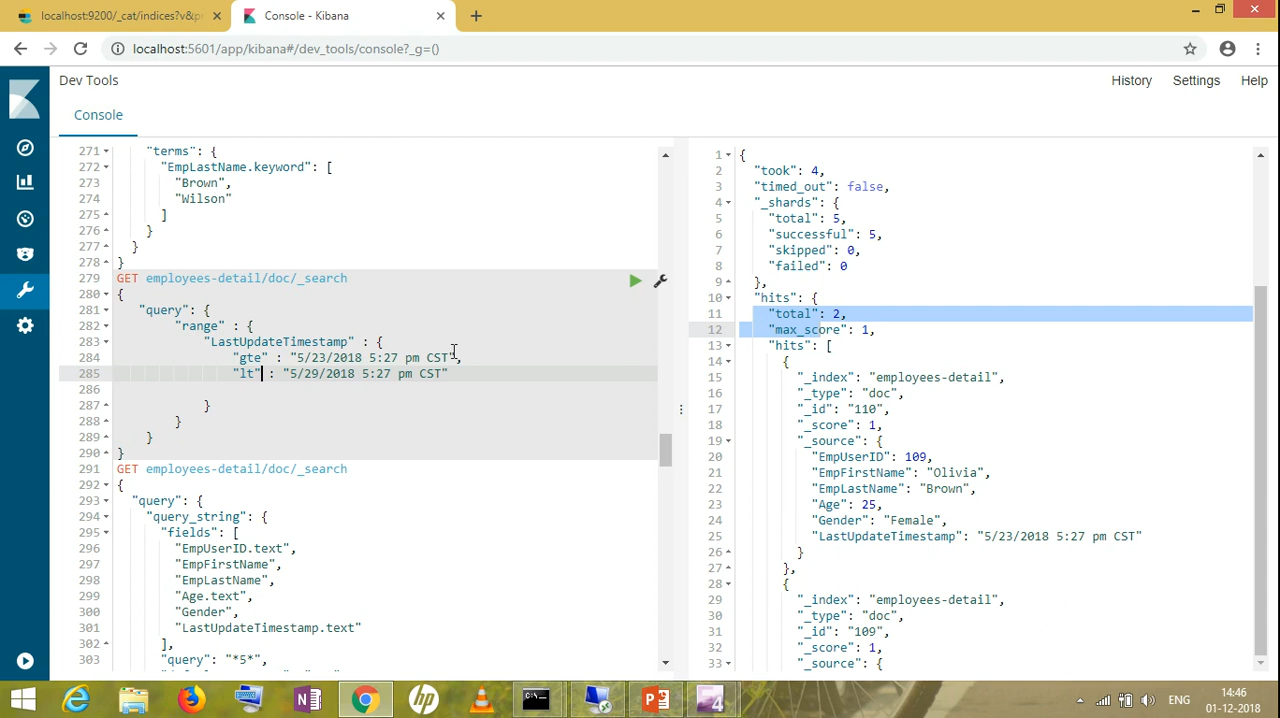 localhost:9200/_cat/indices?v&pr
Console - Kibana
localhost:5601/app/kibana#/dev_tools/console?_g=()
Dev Tools
History
Settings
Help
Console
271 "terms": {
272 "EmpLastName.keyword": [
273 "Brown",
274 "Wilson"
275 ]
276 }
277 }
278 }
279 GET employees-detail/doc/_search
280 {
281 "query": {
282 "range" : {
283 "LastUpdateTimestamp" : {
284 "gte" : "5/23/2018 5:27 pm CST",
285 "lt" : "5/29/2018 5:27 pm CST"
286
287 }
288 }
289 }
290 }
291 GET employees-detail/doc/_search
292 {
293 "query": {
294 "query_string": {
295 "fields": [
296 "EmpUserID.text",
297 "EmpFirstName",
298 "EmpLastName",
299 "Age.text",
300 "Gender",
301 "LastUpdateTimestamp.text"
302 ],
303 "query": "*5*",
1 {
2 "took": 4,
3 "timed_out": false,
4 "_shards": {
5 "total": 5,
6 "successful": 5,
7 "skipped": 0,
8 "failed": 0
9 },
10 "hits": {
11 "total": 2,
12 "max_score": 1,
13 "hits": [
14 {
15 "_index": "employees-detail",
16 "_type": "doc",
17 "_id": "110",
18 "_score": 1,
19 "_source": {
20 "EmpUserID": 109,
21 "EmpFirstName": "Olivia",
22 "EmpLastName": "Brown",
23 "Age": 25,
24 "Gender": "Female",
25 "LastUpdateTimestamp": "5/23/2018 5:27 pm CST"
26 }
27 },
28 {
29 "_index": "employees-detail",
30 "_type": "doc",
31 "_id": "109",
32 "_score": 1,
33 "_source": {
ENG
14:46
01-12-2018